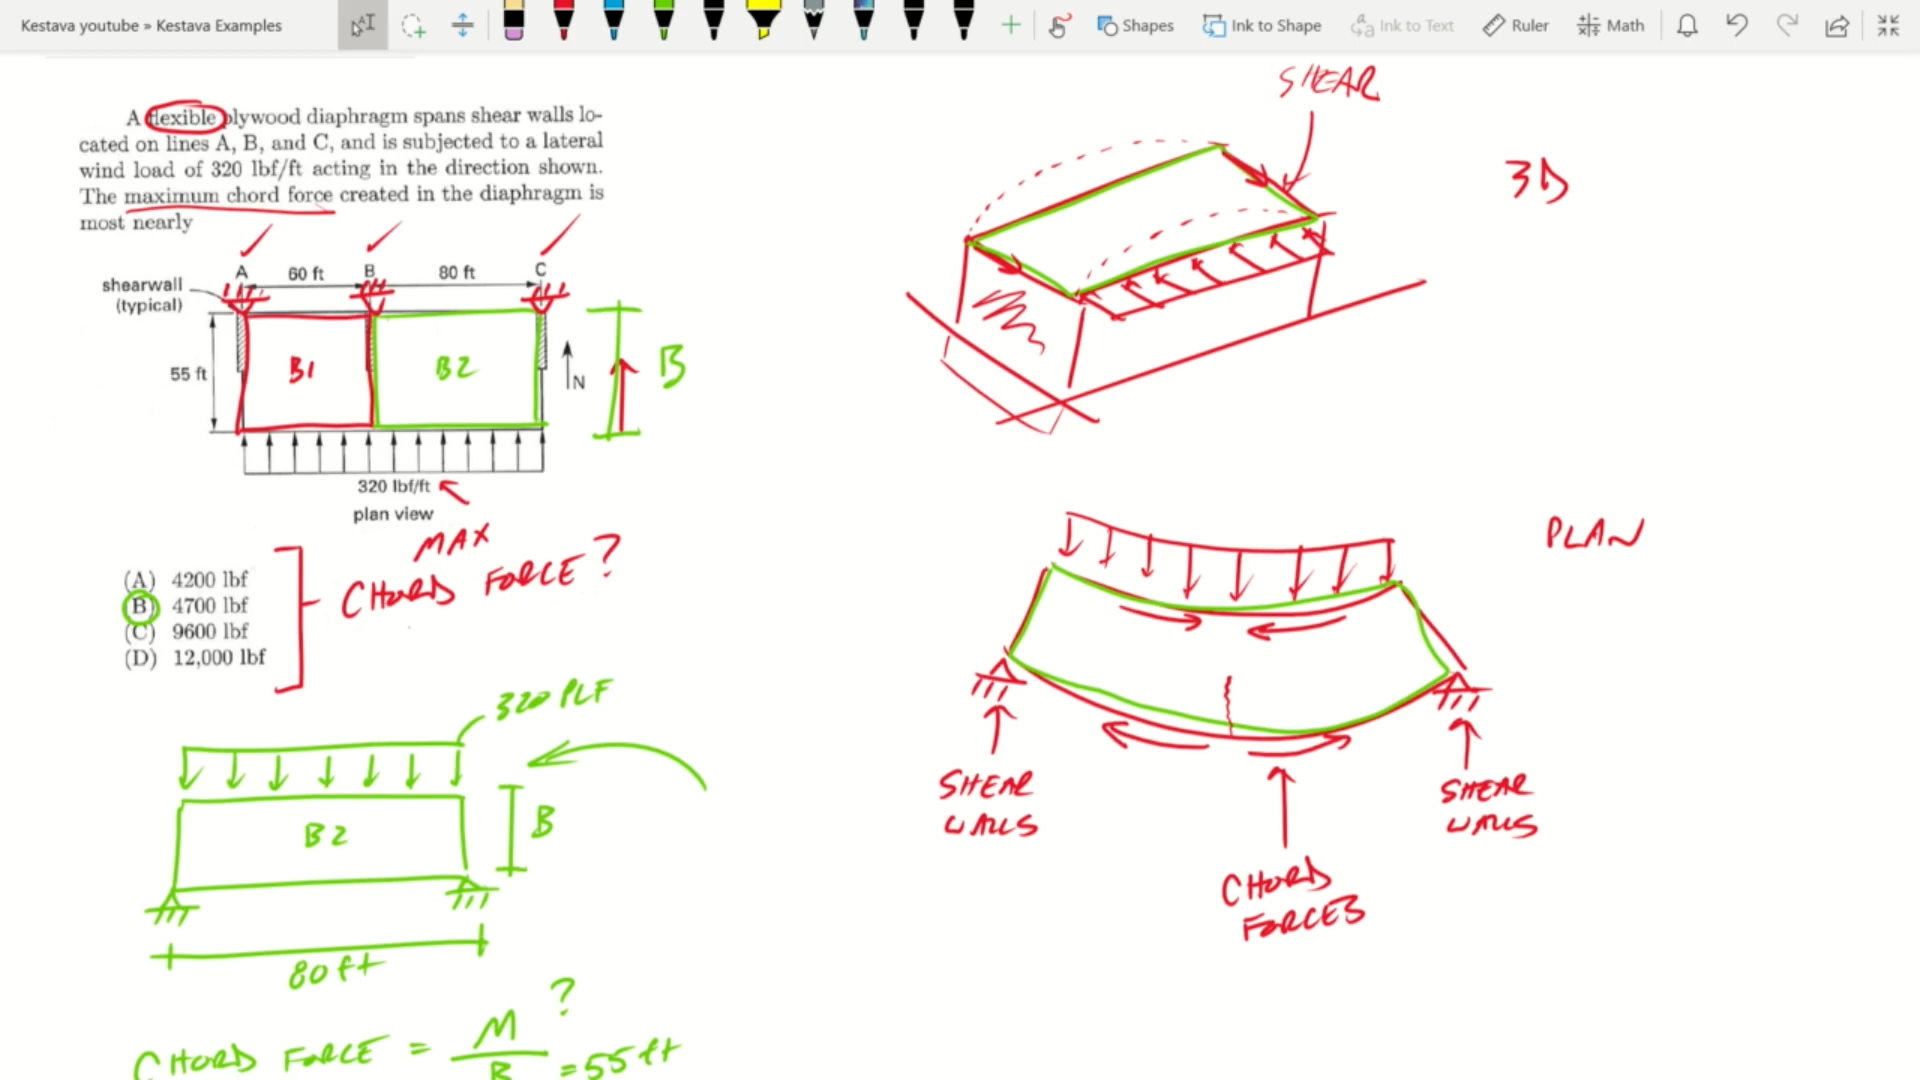 Kestava youtube » Kestava Examples
Shapes
Ink to Shape
Ink to Text
Ruler
Math
A flexible plywood diaphragm spans shear walls lo-
cated on lines A, B, and C, and is subjected to a lateral
wind load of 320 lbf/ft acting in the direction shown.
The maximum chord force created in the diaphragm is
most nearly
shearwall
(typical)
A
60 ft
B
80 ft
C
55 ft
B1
B2
N
B
320 lbf/ft
plan view
MAX
CHORD FORCE?
(A) 4200 lbf
(B) 4700 lbf
(C) 9600 lbf
(D) 12,000 lbf
320 PLF
B2
B
80 ft
CHORD FORCE = M ?
B = 55 ft
SHEAR
3D
PLAN
SHEAR
WALLS
SHEAR
WALLS
CHORD
FORCES